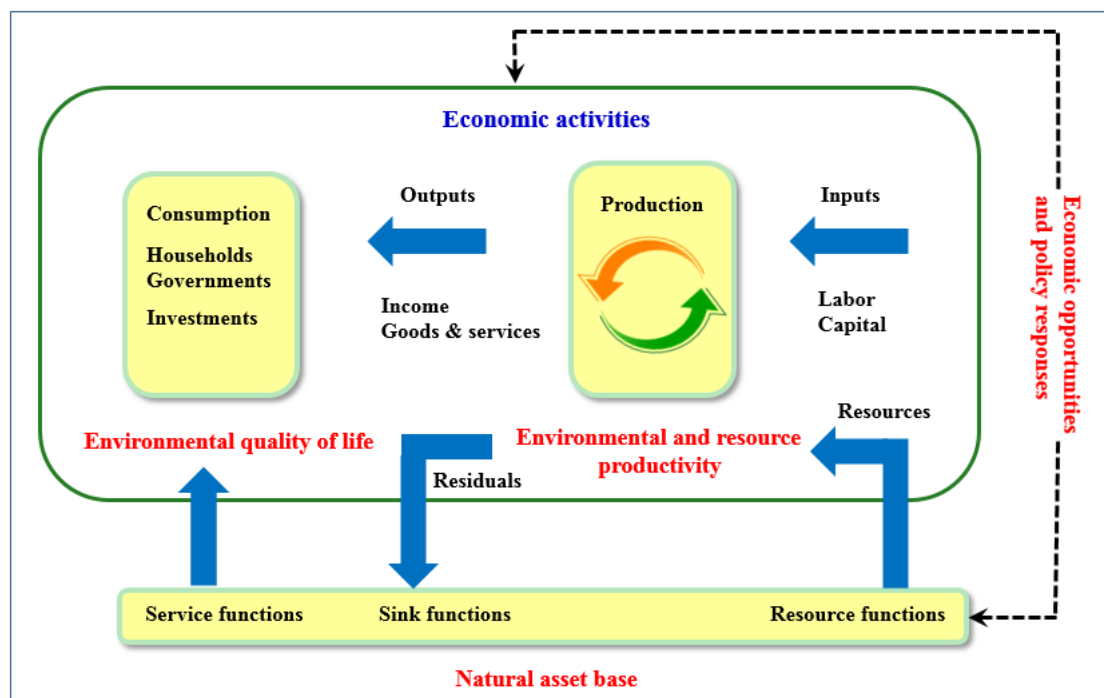 Economic activities
Consumption
Households
Governments
Investments
Outputs
Income
Goods & services
Production
Inputs
Labor
Capital
Economic opportunities
and policy responses
Environmental quality of life
Residuals
Environmental and resource
productivity
Resources
Service functions
Sink functions
Resource functions
Natural asset base